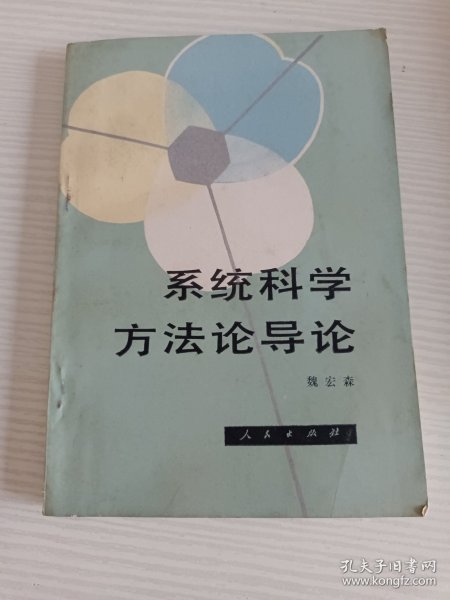 系统科学
方法论导论
魏宏森
人民出版社
孔夫子旧书网
www.kongfz.com